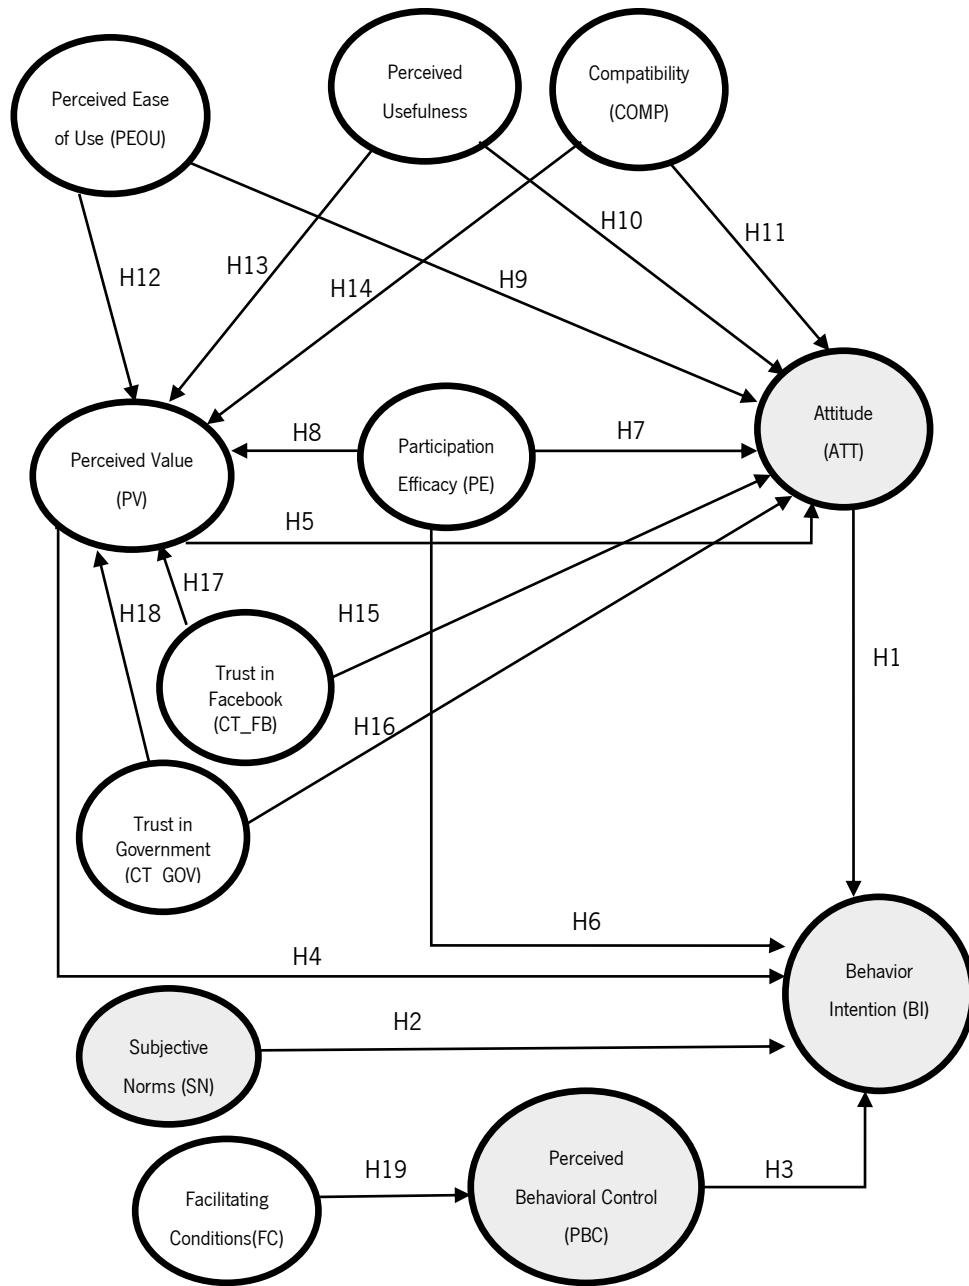 Perceived Ease
of Use (PEOU)
Perceived
Usefulness
Compatibility
(COMP)
H12
H13
H14
H9
H10
H11
Perceived Value
(PV)
H8
Participation
Efficacy (PE)
H7
Attitude
(ATT)
H5
H17
H18
H15
H16
H1
Trust in
Facebook
(CT_FB)
Trust in
Government
(CT GOV)
H6
H4
Behavior
Intention (BI)
Subjective
Norms (SN)
H2
Facilitating
Conditions(FC)
H19
Perceived
Behavioral Control
(PBC)
H3